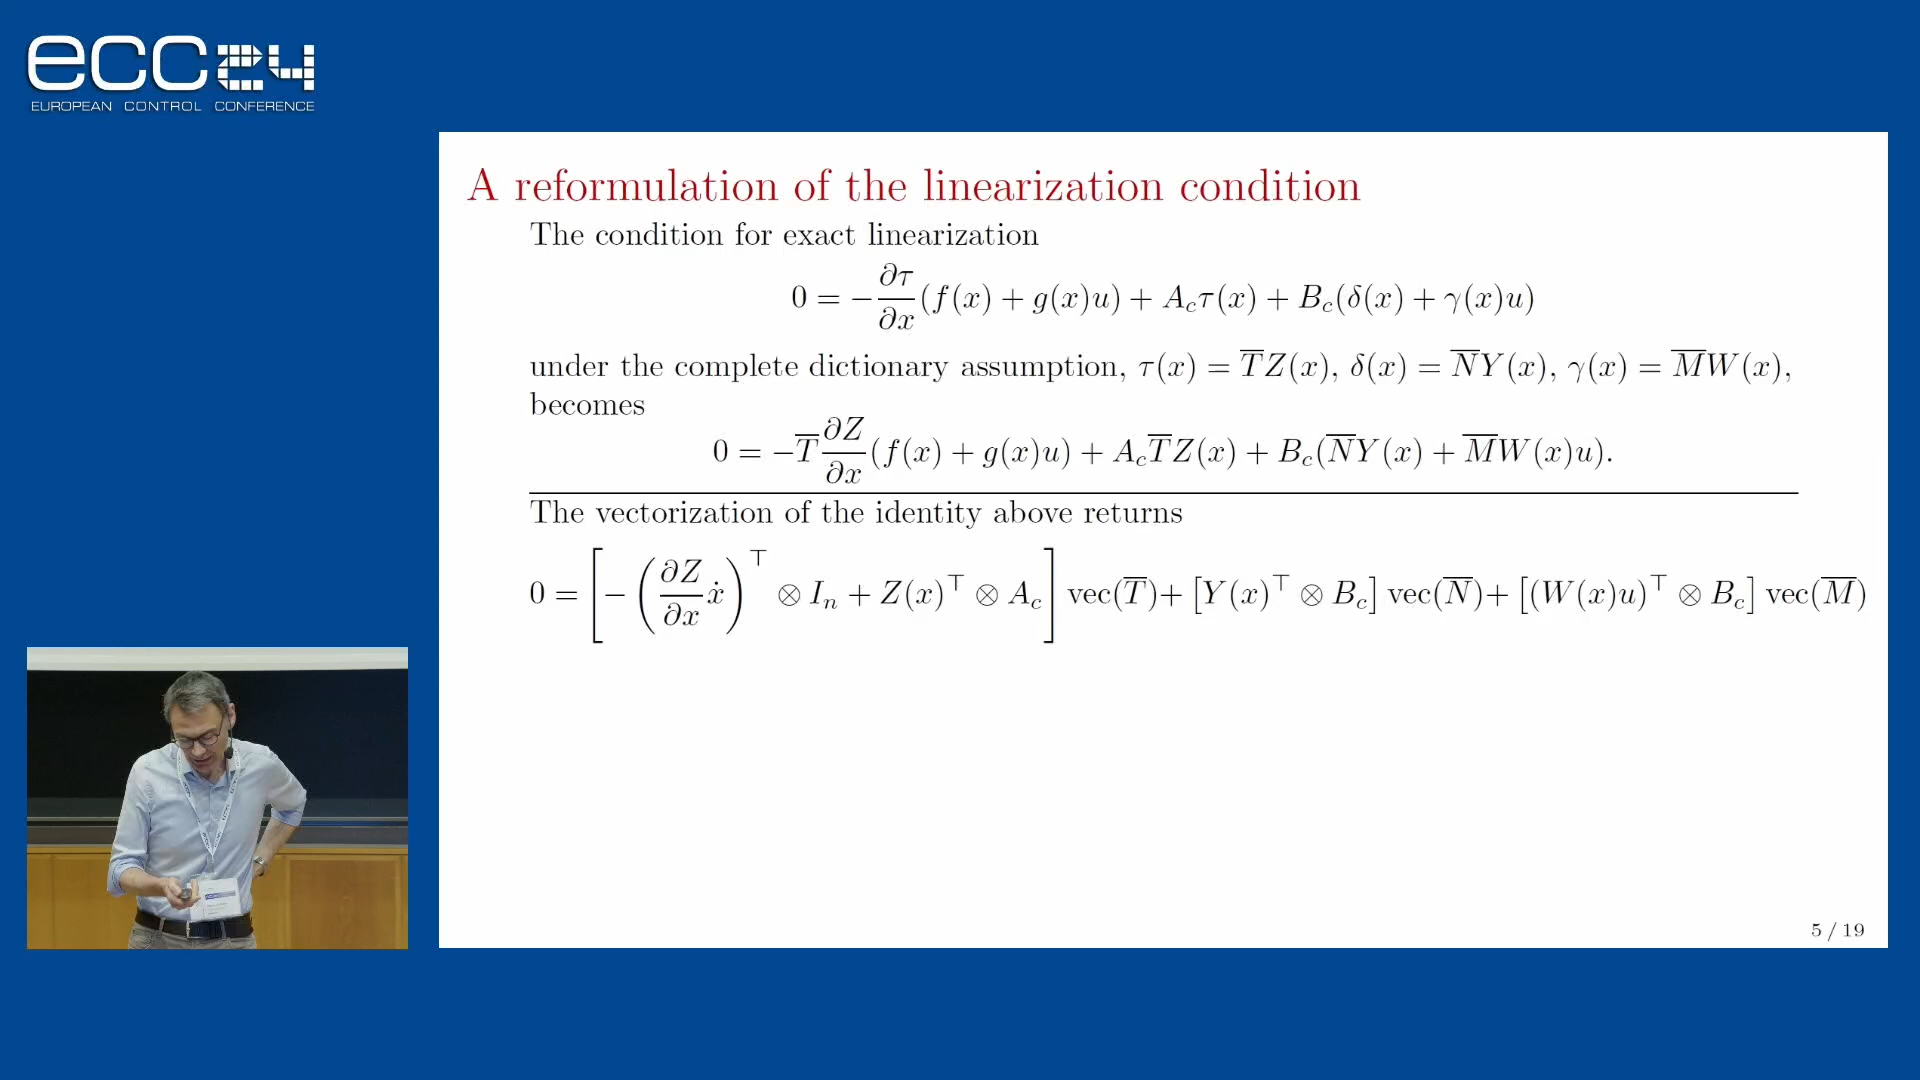 ecc24
EUROPEAN CONTROL CONFERENCE
A reformulation of the linearization condition
The condition for exact linearization
0 = −∂τ/∂x (f(x) + g(x)u) + A_cτ(x) + B_c(δ(x) + γ(x)u)
under the complete dictionary assumption, τ(x) = T̅Z(x), δ(x) = N̅Y(x), γ(x) = M̅W(x),
becomes
0 = −T̅ ∂Z/∂x (f(x) + g(x)u) + A_cT̅Z(x) + B_c(N̅Y(x) + M̅W(x)u).
The vectorization of the identity above returns
0 = [−(∂Z/∂x ẋ)^⊤ ⊗ I_n + Z(x)^⊤ ⊗ A_c] vec(T̅)+ [Y(x)^⊤ ⊗ B_c] vec(N̅)+ [(W(x)u)^⊤ ⊗ B_c] vec(M̅)
5 / 19